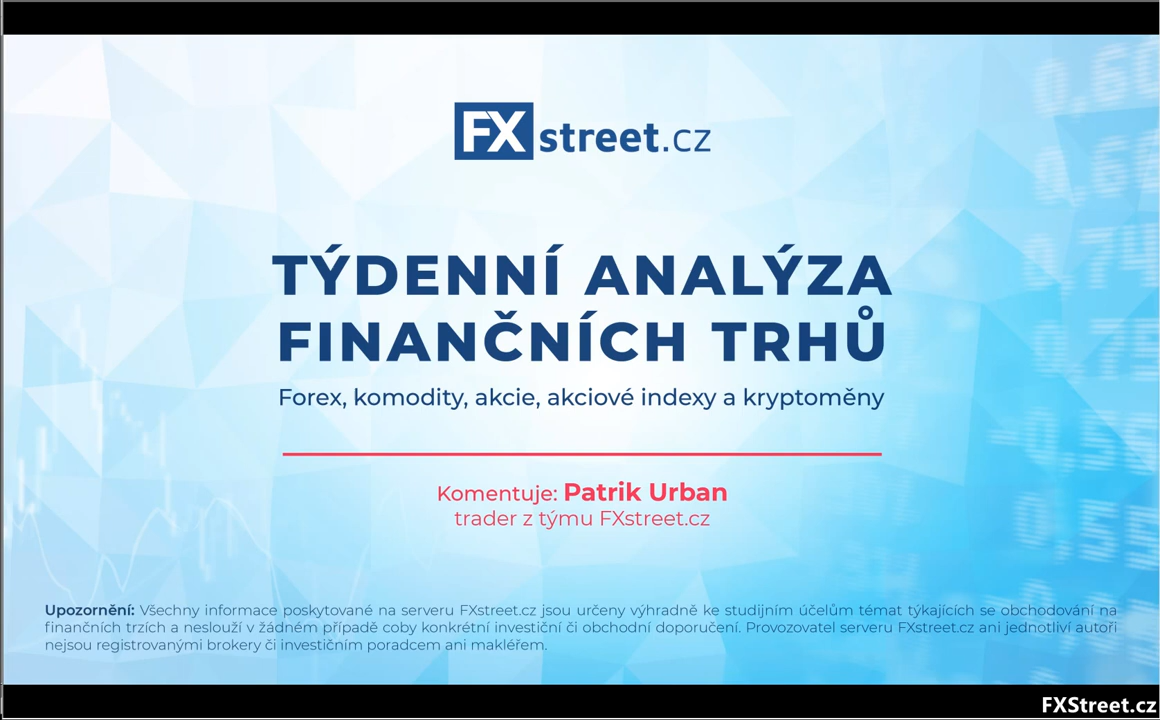 FXstreet.cz
TÝDENNÍ ANALÝZA
FINANČNÍCH TRHŮ
Forex, komodity, akcie, akciové indexy a kryptoměny
Komentuje: Patrik Urban
trader z týmu FXstreet.cz
Upozornění: Všechny informace poskytované na serveru FXstreet.cz jsou určeny výhradně ke studijním účelům témat týkajících se obchodování na
finančních trzích a neslouží v žádném případě coby konkrétní investiční či obchodní doporučení. Provozovatel serveru FXstreet.cz ani jednotliví autoři
nejsou registrovanými brokery či investičním poradcem ani makléřem.
FXStreet.cz